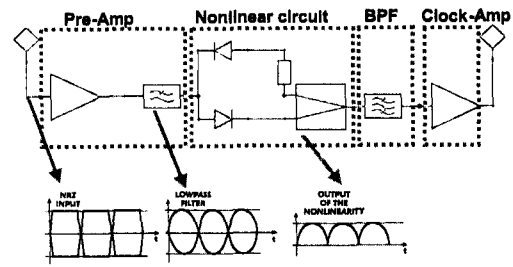 Pre-Amp Nonlinear circuit BPF Clock-Amp
NRZ
INPUT
t
LOWPASS
FILTER
t
OUTPUT
OF THE
NONLINEARITY
t